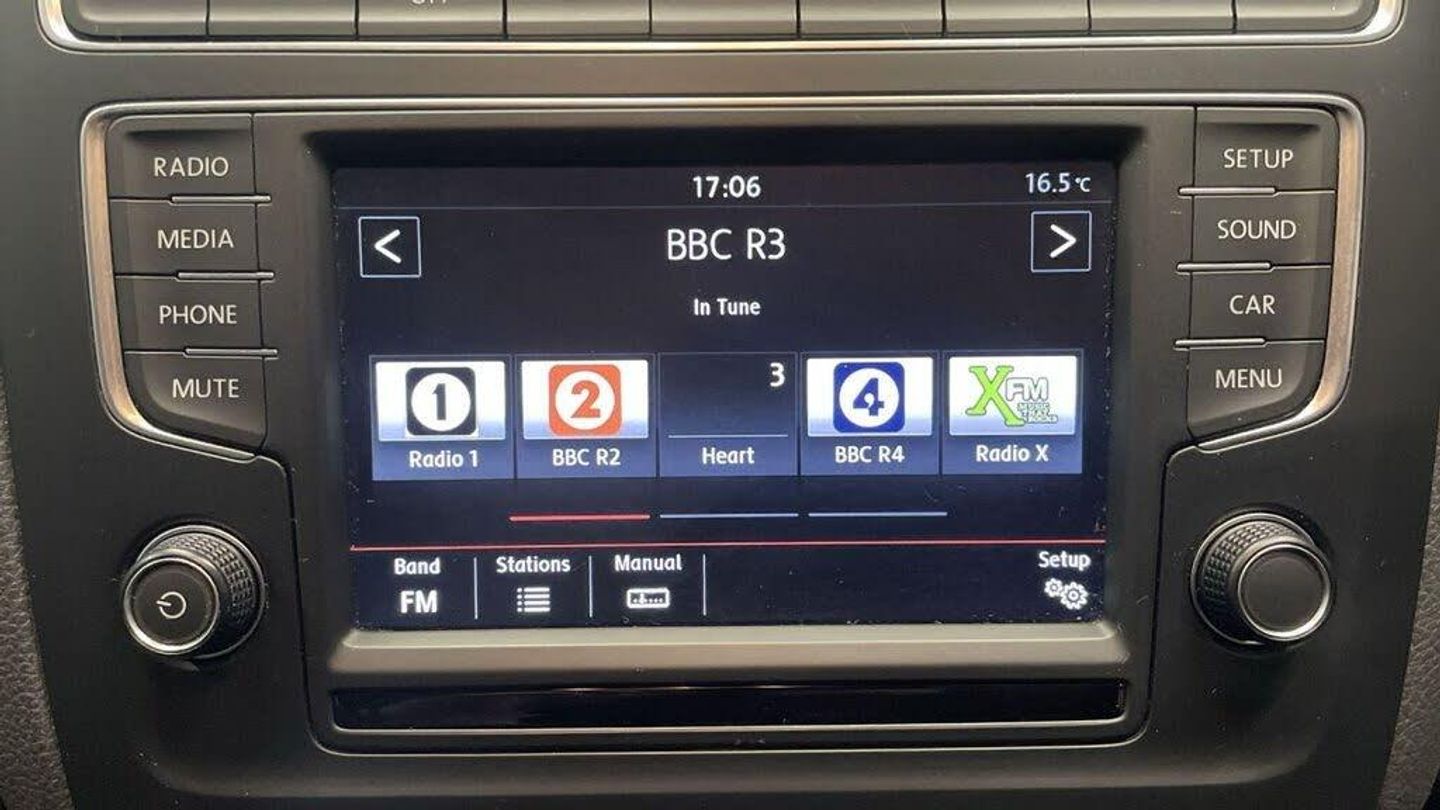 RADIO
MEDIA
PHONE
MUTE
17:06
16.5°C
<
BBC R3
>
In Tune
1
2
3
4
XFM
Radio 1
BBC R2
Heart
BBC R4
Radio X
Band
Stations
Manual
Setup
FM
SETUP
SOUND
CAR
MENU